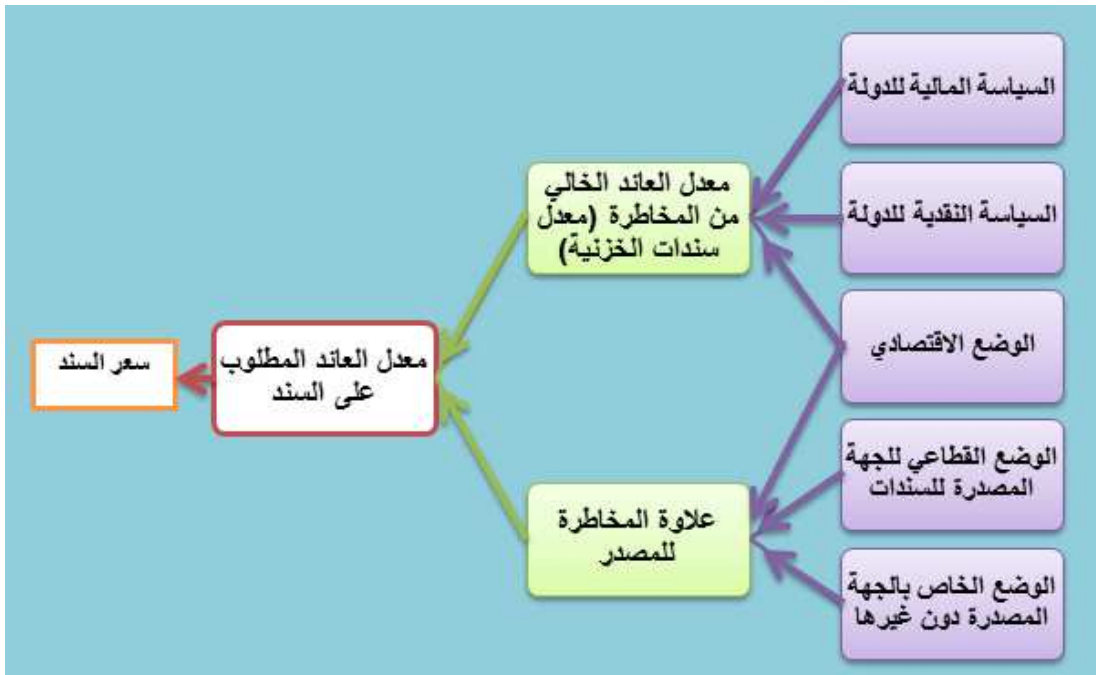 السياسة المالية للدولة
السياسة النقدية للدولة
الوضع الاقتصادي
الوضع القطاعي للجهة
المصدرة للسندات
الوضع الخاص بالجهة
المصدرة دون غيرها
معدل العائد الخالي
من المخاطرة (معدل
سندات الخزنية)
علاوة المخاطرة
للمصدر
معدل العائد المطلوب
على السند
سعر السند